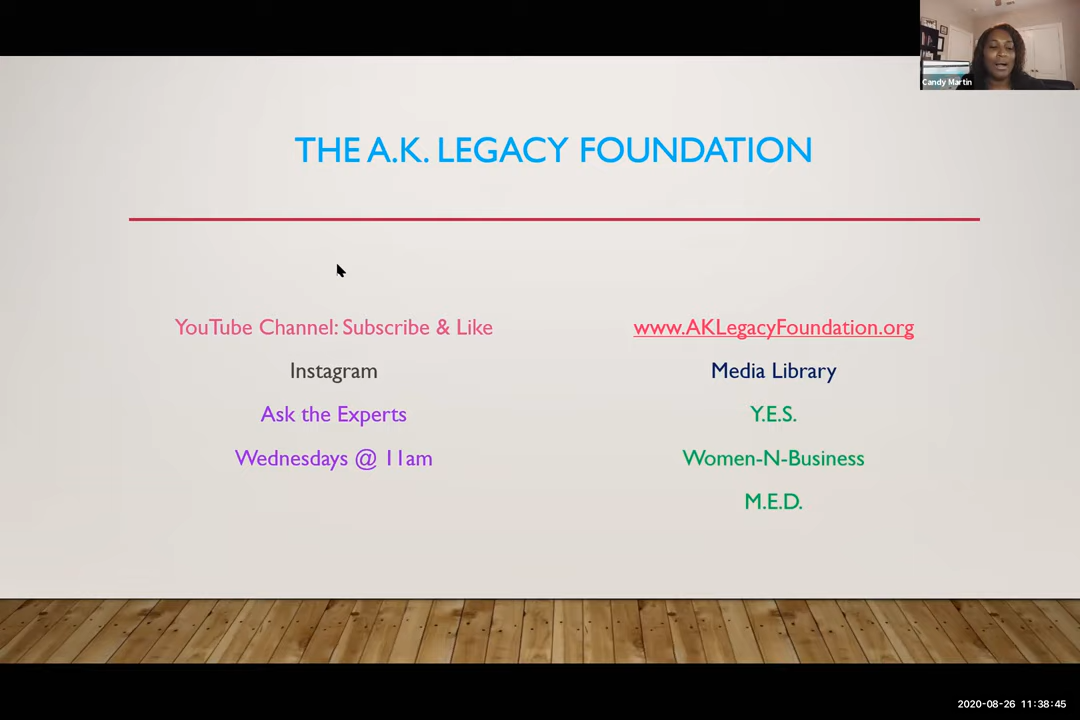 Candy Martin
THE A.K. LEGACY FOUNDATION
YouTube Channel: Subscribe & Like
Instagram
Ask the Experts
Wednesdays @ 11am
www.AKLegacyFoundation.org
Media Library
Y.E.S.
Women-N-Business
M.E.D.
2020-08-26 11:38:45